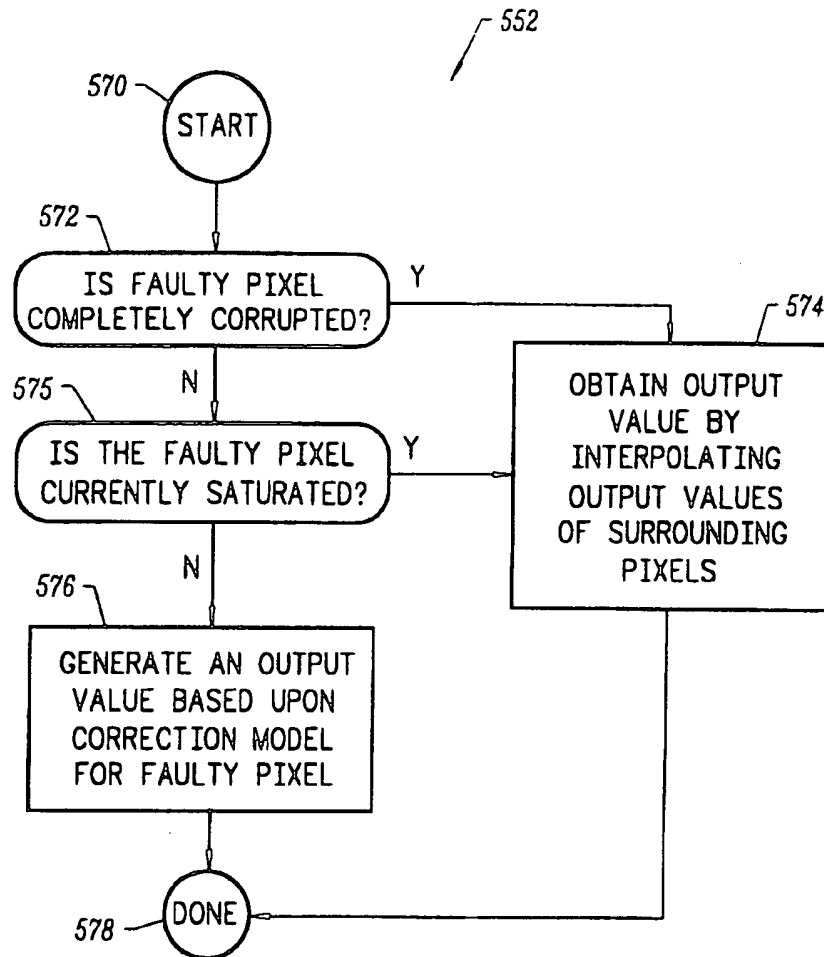 552
570
START
572
IS FAULTY PIXEL
COMPLETELY CORRUPTED?
Y
N
574
OBTAIN OUTPUT
VALUE BY
INTERPOLATING
OUTPUT VALUES
OF SURROUNDING
PIXELS
575
IS THE FAULTY PIXEL
CURRENTLY SATURATED?
Y
N
576
GENERATE AN OUTPUT
VALUE BASED UPON
CORRECTION MODEL
FOR FAULTY PIXEL
DONE
578